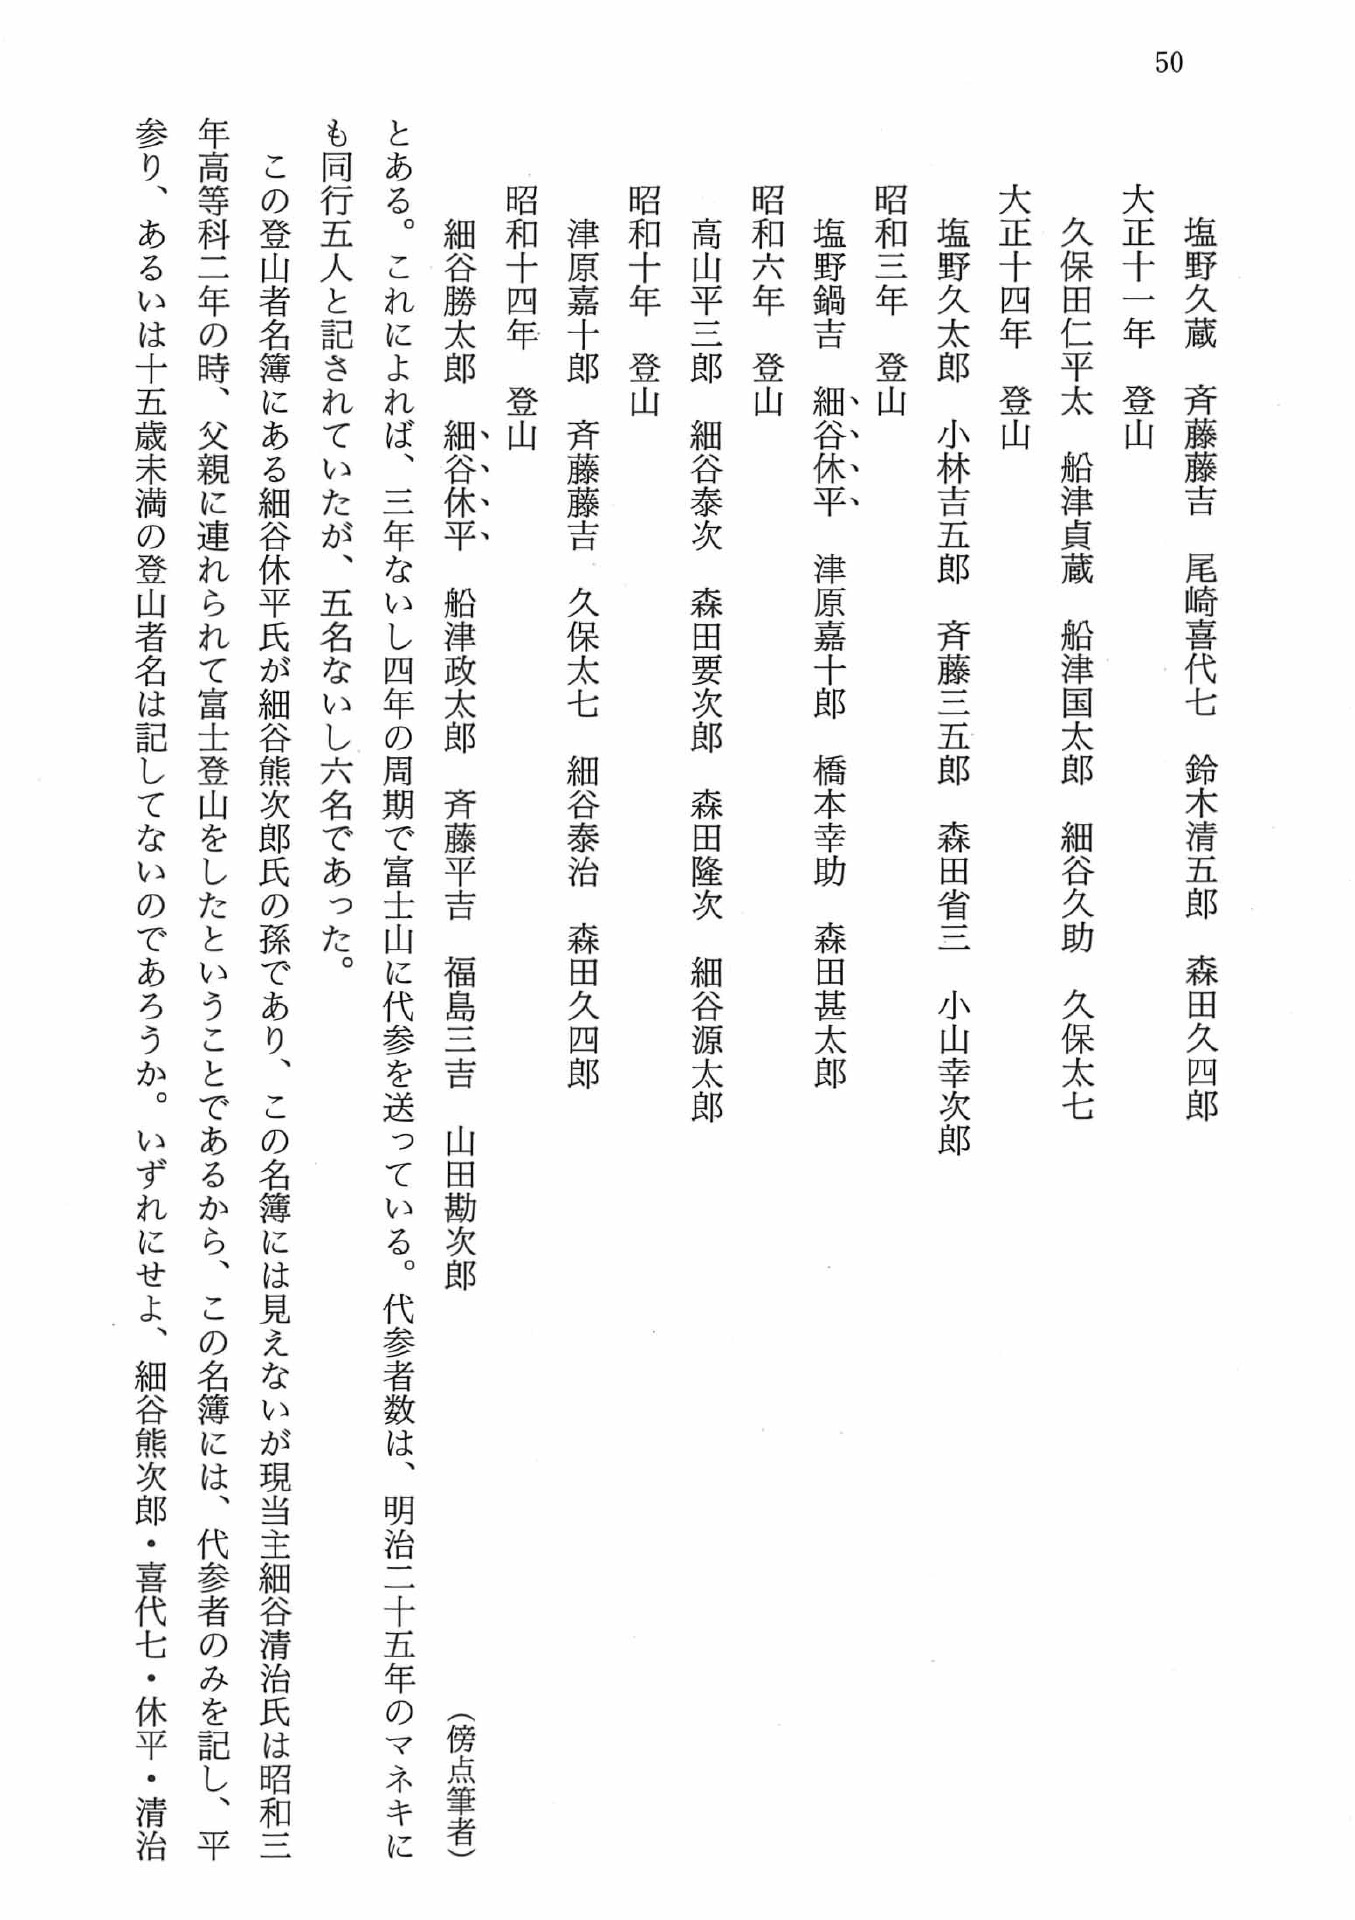 50
塩野久蔵　斉藤藤吉　尾崎喜代七　鈴木清五郎　森田久四郎
大正十一年　登山
久保田仁平太　船津貞蔵　船津国太郎　細谷久助　久保太七
大正十四年　登山
塩野久太郎　小林吉五郎　斉藤三五郎　森田省三　小山幸次郎
昭和三年　登山
塩野鍋吉　細谷休平　津原嘉十郎　橋本幸助　森田甚太郎
昭和六年　登山
高山平三郎　細谷泰次　森田要次郎　森田隆次　細谷源太郎
昭和十年　登山
津原嘉十郎　斉藤藤吉　久保太七　細谷泰治　森田久四郎
昭和十四年　登山
細谷勝太郎　細谷休平　船津政太郎　斉藤平吉　福島三吉　山田勘次郎
（傍点筆者）
とある。これによれば、三年ないし四年の周期で富士山に代参を送っている。代参者数は、明治二十五年のマネキに
も同行五人と記されていたが、五名ないし六名であった。
この登山者名簿にある細谷休平氏が細谷熊次郎氏の孫であり、この名簿には見えないが現当主細谷清治氏は昭和三
年高等科二年の時、父親に連れられて富士登山をしたということであるから、この名簿には、代参者のみを記し、平
参り、あるいは十五歳未満の登山者名は記してないのであろうか。いずれにせよ、細谷熊次郎・喜代七・休平・清治